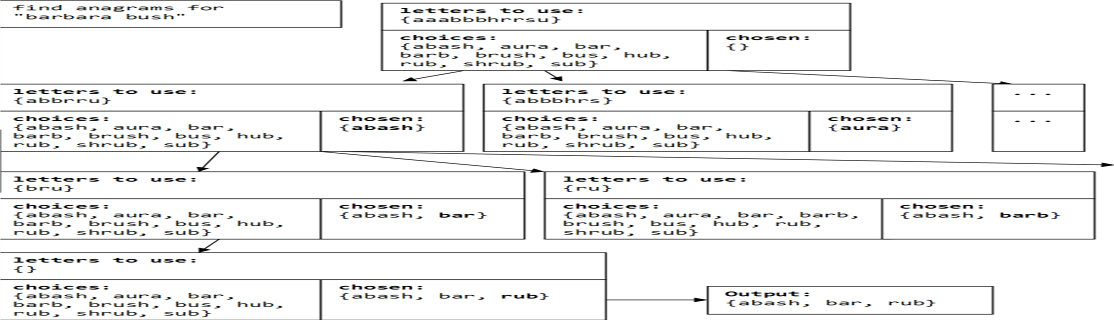 find anagrams for
"barbara bush"
letters to use:
{aaabbbbhrrsu}
choices:
{abash, aura, bar,
barb, brush, bus, hub,
rub, shrub, sub}
chosen:
{}
letters to use:
{abbrru}
choices:
{abash, aura, bar,
barb, brush, bus, hub,
rub, shrub, sub}
chosen:
{abash}
letters to use:
{abbbhrs}
choices:
{abash, aura, bar,
barb, brush, bus, hub,
rub, shrub, sub}
chosen:
{aura}
...
...
letters to use:
{bru}
choices:
{abash, aura, bar,
barb, brush, bus, hub,
rub, shrub, sub}
chosen:
{abash, bar}
letters to use:
{ru}
choices:
{abash, aura, bar, barb,
brush, bus, hub, rub,
shrub, sub}
chosen:
{abash, barb}
letters to use:
{}
choices:
{abash, aura, bar,
barb, brush, bus, hub,
rub, shrub, sub}
chosen:
{abash, bar, rub}
Output:
{abash, bar, rub}